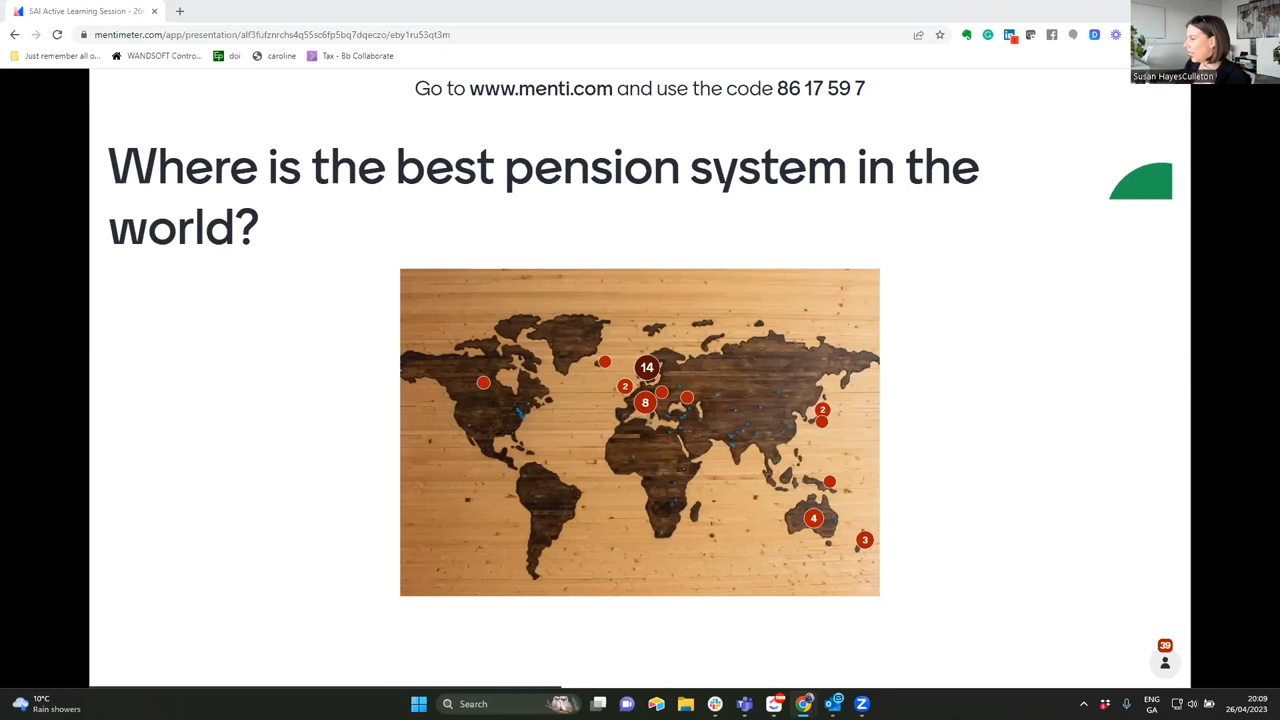 SAI Active Learning Session - 26
mentimeter.com/app/presentation/alf3fufznrchs4q55sc6fp5bq7dqeczo/eby1ru53qt3m
Just remember all o...
WANDSOFT Contro...
doi
caroline
Tax - Bb Collaborate
Susan HayesCulleton
Go to www.menti.com and use the code 86 17 59 7
Where is the best pension system in the
world?
14
2
8
2
4
3
39
10°C
Rain showers
Search
ENG
GA
20:09
26/04/2023